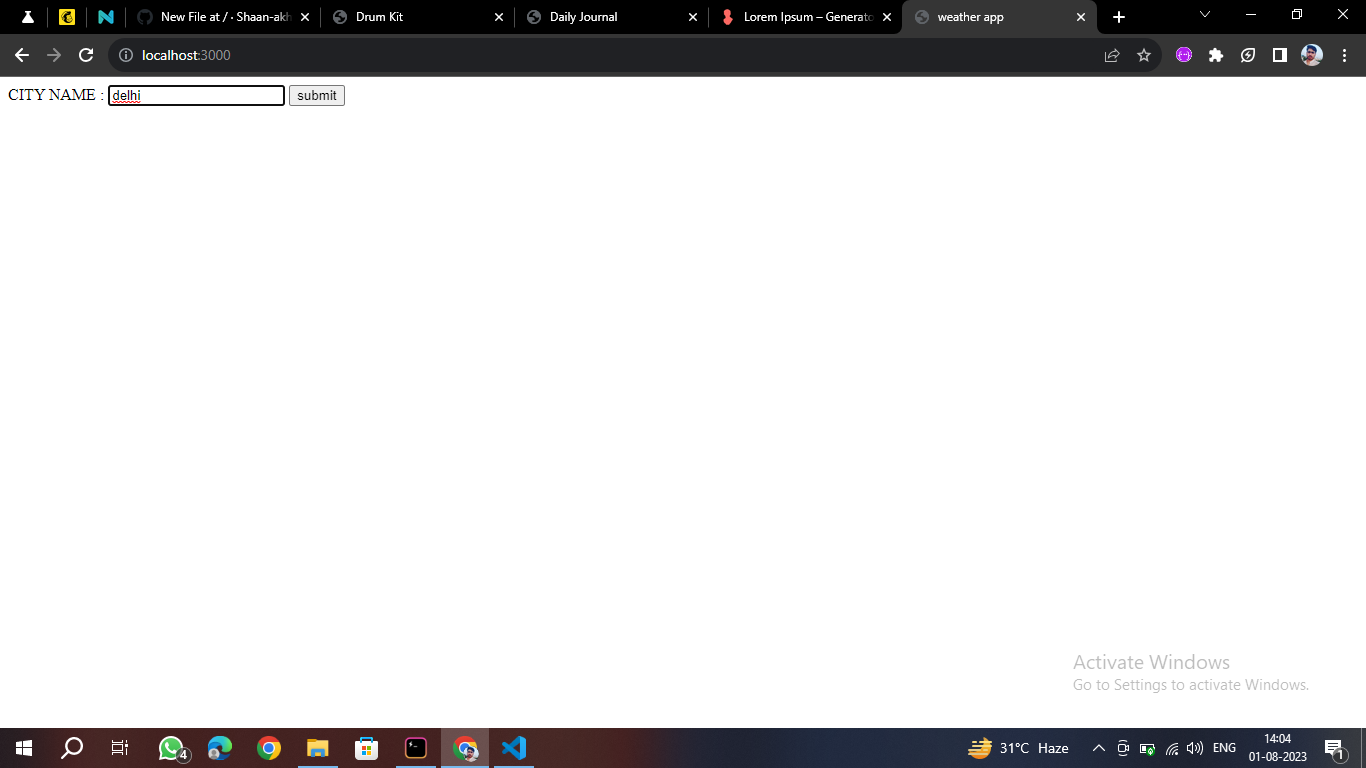 New File at / · Shaan-akh
Drum Kit
Daily Journal
Lorem Ipsum – Generato
weather app
localhost:3000
CITY NAME : delhi submit
Activate Windows
Go to Settings to activate Windows.
4
31°C Haze
ENG
14:04
01-08-2023
1